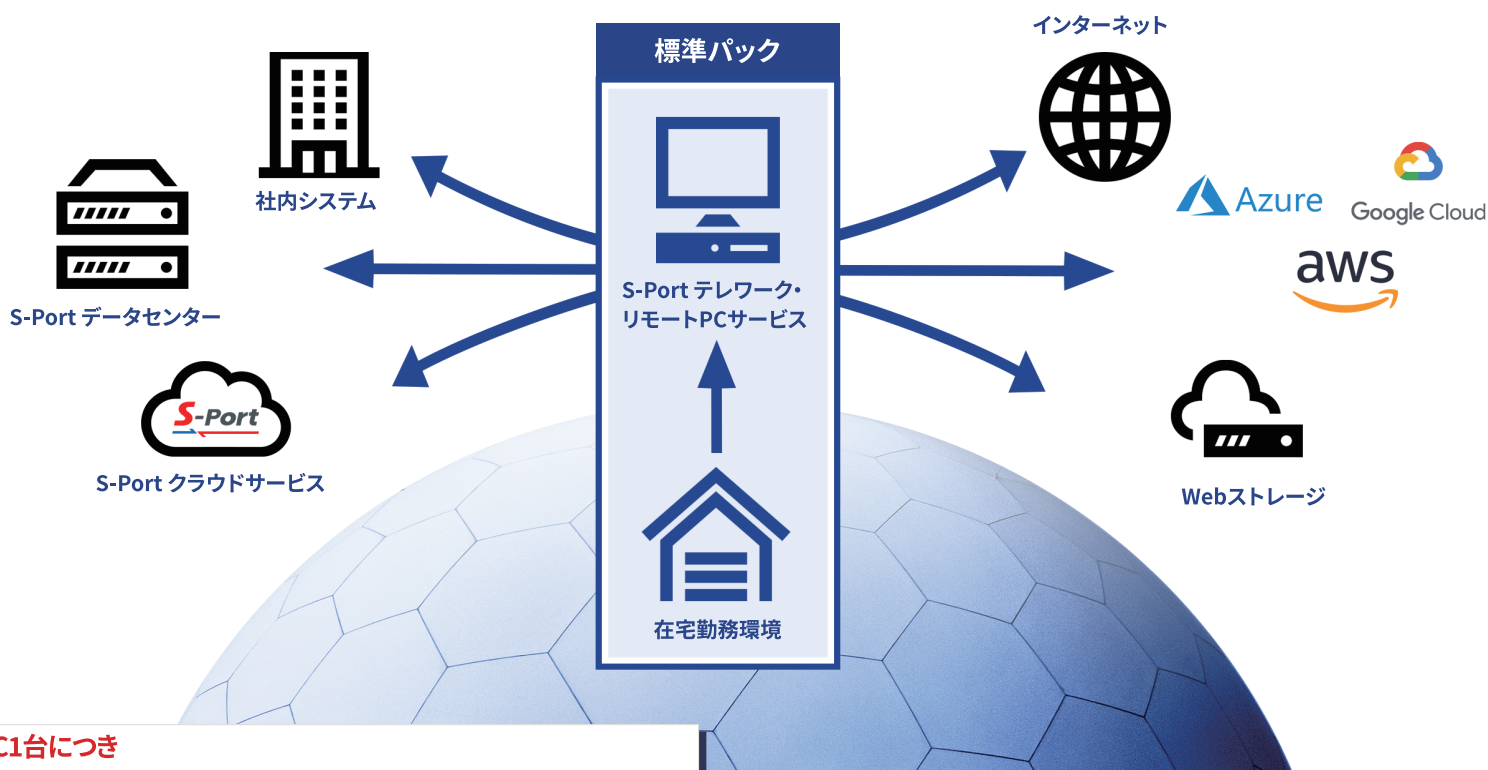 標準パック
インターネット
社内システム
Azure
Google Cloud
aws
S-Port データセンター
S-Port テレワーク・
リモートPCサービス
S-Port
S-Port クラウドサービス
Webストレージ
在宅勤務環境
C1台につき